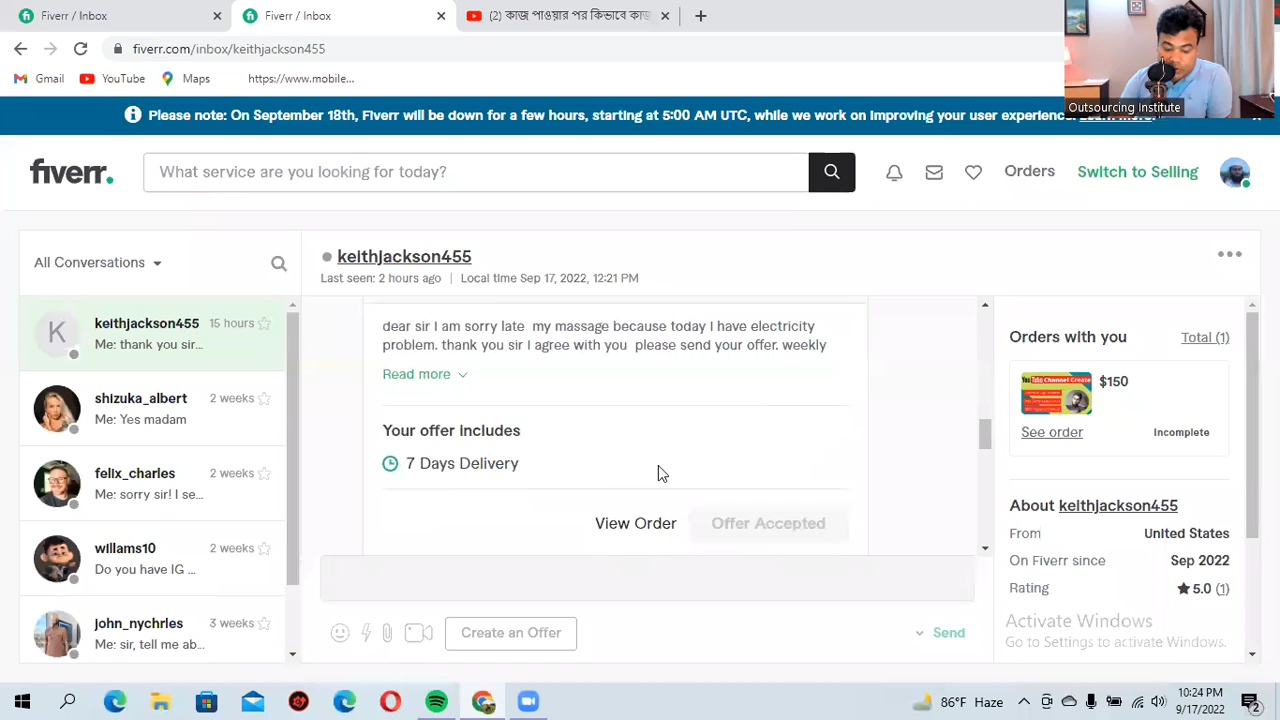 Fiverr / Inbox
Fiverr / Inbox
(2) কাজ পাওয়ার পর কিভাবে কাজ
fiverr.com/inbox/keithjackson455
Gmail
YouTube
Maps
https://www.mobile...
Outsourcing Institute
Please note: On September 18th, Fiverr will be down for a few hours, starting at 5:00 AM UTC, while we work on improving your user experience.
fiverr.
What service are you looking for today?
Orders
Switch to Selling
All Conversations
keithjackson455
15 hours
Me: thank you sir...
shizuka_albert
2 weeks
Me: Yes madam
felix_charles
2 weeks
Me: sorry sir! I se...
willams10
2 weeks
Do you have IG ...
john_nychrles
3 weeks
Me: sir, tell me ab...
keithjackson455
Last seen: 2 hours ago | Local time Sep 17, 2022, 12:21 PM
dear sir I am sorry late my massage because today I have electricity
problem. thank you sir I agree with you please send your offer. weekly
Read more
Your offer includes
7 Days Delivery
View Order
Offer Accepted
Create an Offer
Send
Orders with you
Total (1)
You Tube Channel Create
$150
See order
Incomplete
About keithjackson455
From
United States
On Fiverr since
Sep 2022
Rating
5.0 (1)
Activate Windows
Go to Settings to activate Windows.
86°F Haze
10:24 PM
9/17/2022
2